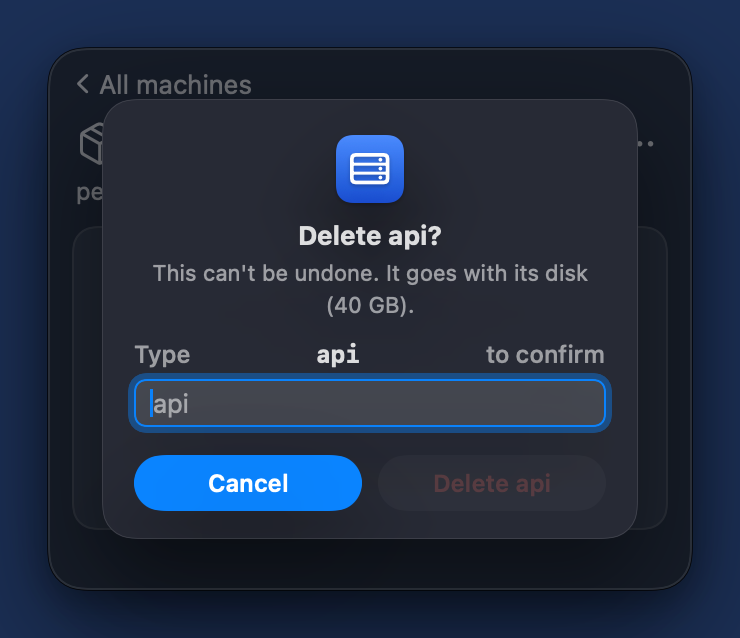 All machines
pe
Delete api?
This can't be undone. It goes with its disk
(40 GB).
Type api to confirm
api
Cancel
Delete api